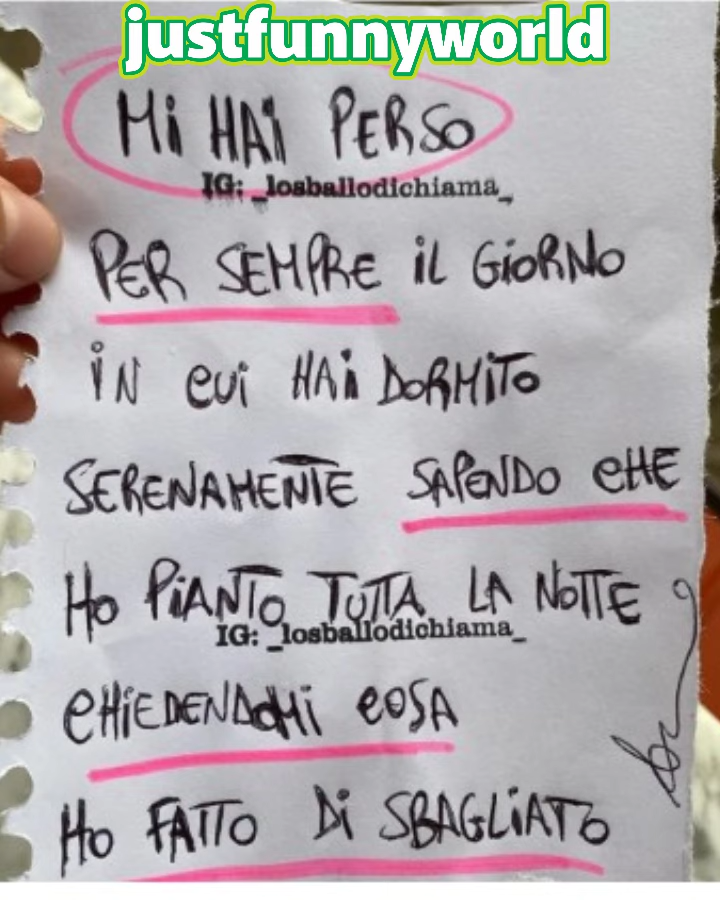 justfunnyworld
Mi HAi PERSO
IG: _losballodichiama_
PER SEMPRE iL GiORNO
iN CUi HAi DORMiTO
SERENAMENTE SAPENDO CHE
Ho PiANTO TUTTA LA NOTTE
IG: _losballodichiama_
CHiEDENDOMi COSA
Ho FATTO Di SBAGLiATO